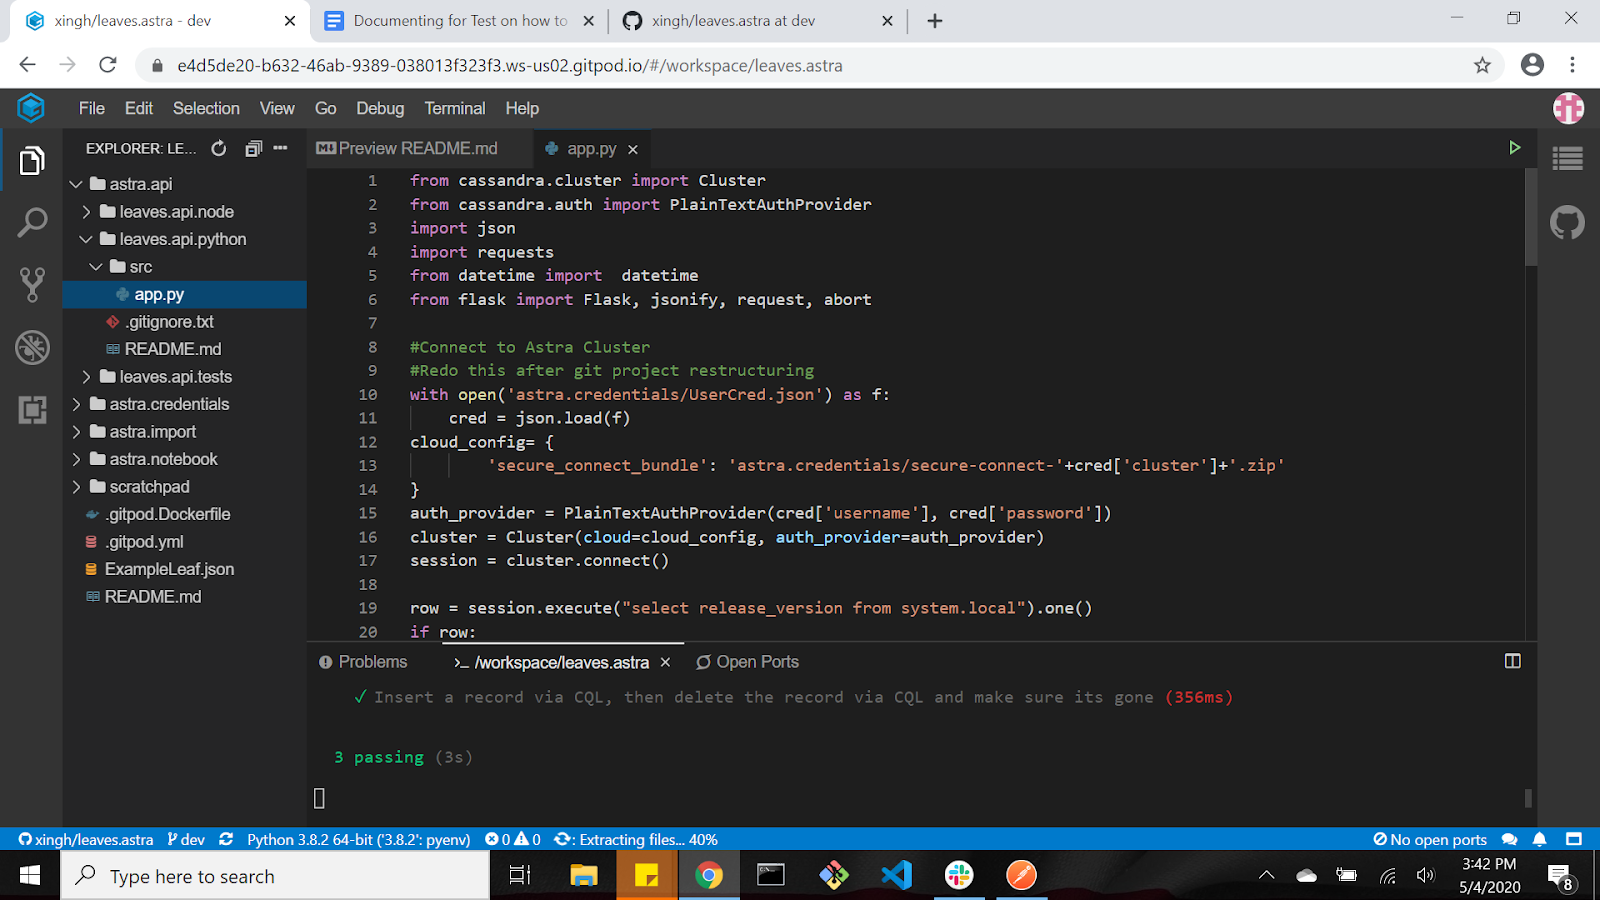 xingh/leaves.astra - dev
Documenting for Test on how to
xingh/leaves.astra at dev
e4d5de20-b632-46ab-9389-038013f323f3.ws-us02.gitpod.io/#/workspace/leaves.astra
File Edit Selection View Go Debug Terminal Help
EXPLORER: LE...
Preview README.md
app.py
astra.api
leaves.api.node
leaves.api.python
src
app.py
.gitignore.txt
README.md
leaves.api.tests
astra.credentials
astra.import
astra.notebook
scratchpad
.gitpod.Dockerfile
.gitpod.yml
ExampleLeaf.json
README.md
1 from cassandra.cluster import Cluster
2 from cassandra.auth import PlainTextAuthProvider
3 import json
4 import requests
5 from datetime import  datetime
6 from flask import Flask, jsonify, request, abort
7
8 #Connect to Astra Cluster
9 #Redo this after git project restructuring
10 with open('astra.credentials/UserCred.json') as f:
11     cred = json.load(f)
12 cloud_config= {
13         'secure_connect_bundle': 'astra.credentials/secure-connect-'+cred['cluster']+'.zip'
14 }
15 auth_provider = PlainTextAuthProvider(cred['username'], cred['password'])
16 cluster = Cluster(cloud=cloud_config, auth_provider=auth_provider)
17 session = cluster.connect()
18
19 row = session.execute("select release_version from system.local").one()
20 if row:
Problems
>_ /workspace/leaves.astra
Open Ports
✓ Insert a record via CQL, then delete the record via CQL and make sure its gone (356ms)
3 passing (3s)
xingh/leaves.astra dev Python 3.8.2 64-bit ('3.8.2': pyenv) 0 0 : Extracting files... 40% No open ports
Type here to search
3:42 PM
5/4/2020
8